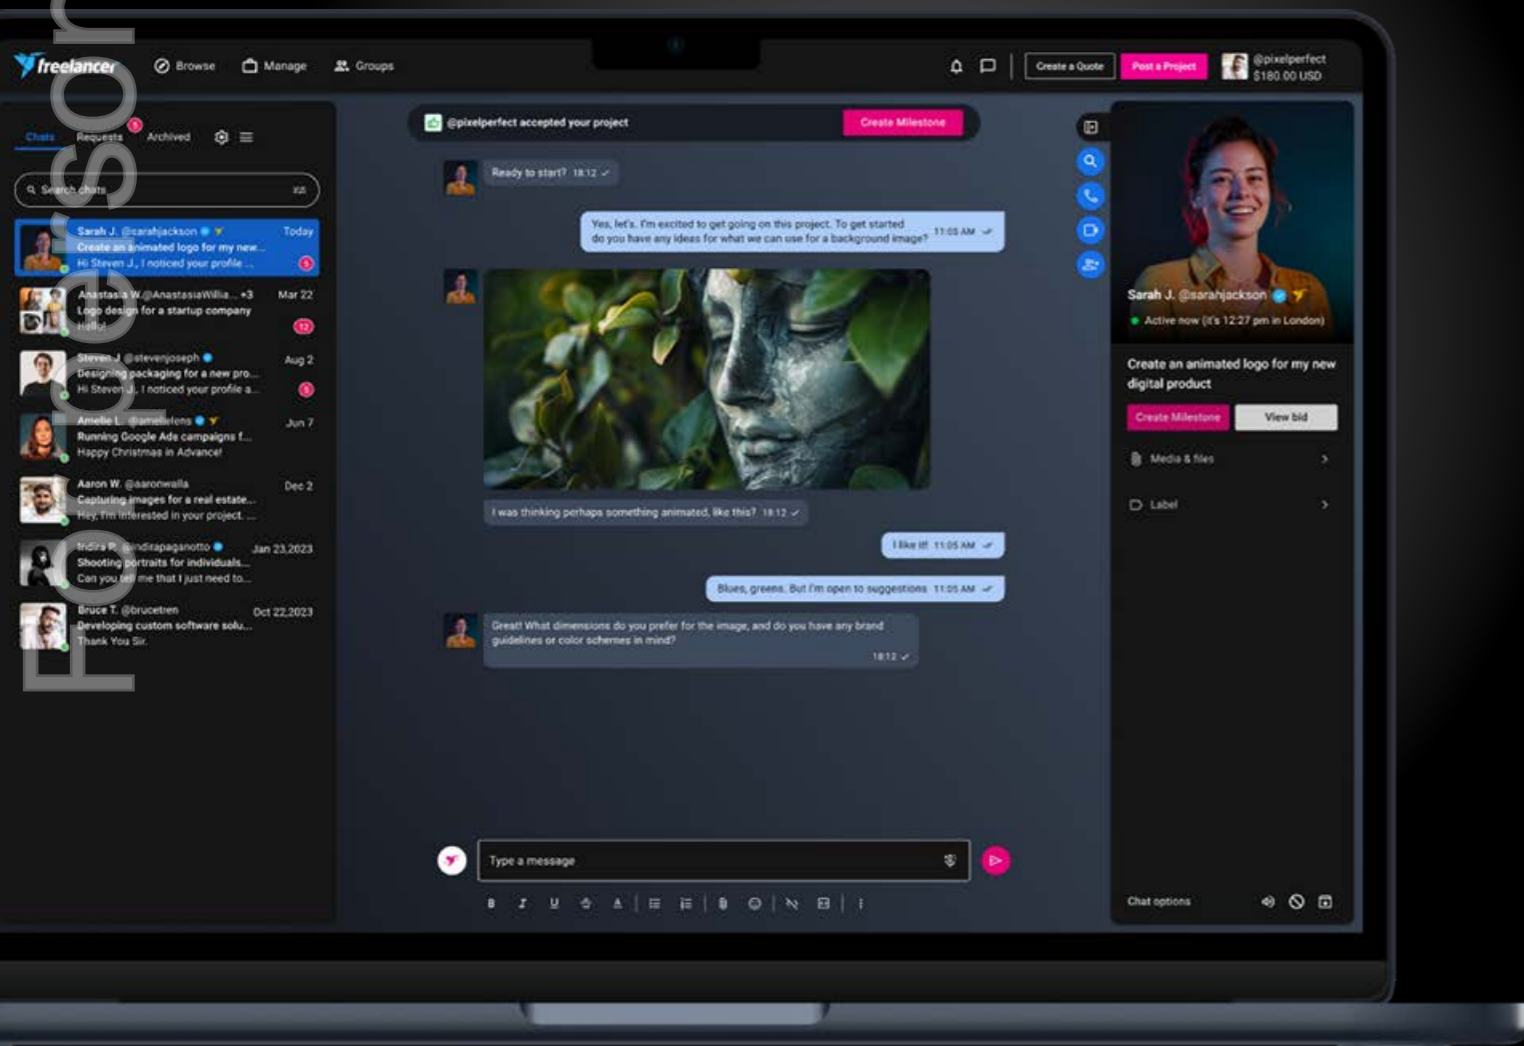 For person
freelancer
Browse
Manage
Groups
Create a Quote
Post a Project
@pixelperfect
$180.00 USD
Chats
Requests
5
Archived
Search chats
Sarah J. @sarahjackson
Today
Create an animated logo for my new...
Hi Steven J., I noticed your profile ...
5
Anastasia W.@AnastasiaWillia... +3
Mar 22
Logo design for a startup company
Hello!
12
Steven J @stevenjoseph
Aug 2
Designing packaging for a new pro...
Hi Steven J., I noticed your profile a...
5
Amelie L. @amelielens
Jun 7
Running Google Ads campaigns f...
Happy Christmas in Advance!
Aaron W. @aaronwalla
Dec 2
Capturing images for a real estate...
Hey, I'm interested in your project. ...
Indira P. @indirapaganotto
Jan 23,2023
Shooting portraits for individuals...
Can you tell me that I just need to...
Bruce T. @brucetren
Oct 22,2023
Developing custom software solu...
Thank You Sir.
@pixelperfect accepted your project
Create Milestone
Ready to start? 18:12
Yes, let's. I'm excited to get going on this project. To get started
do you have any ideas for what we can use for a background image? 11:05 AM
I was thinking perhaps something animated, like this? 18:12
I like it! 11:05 AM
Blues, greens. But I'm open to suggestions 11:05 AM
Great! What dimensions do you prefer for the image, and do you have any brand
guidelines or color schemes in mind?
18:12
Type a message
B I U A
Sarah J. @sarahjackson
Active now (it's 12:27 pm in London)
Create an animated logo for my new
digital product
Create Milestone
View bid
Media & files
Label
Chat options